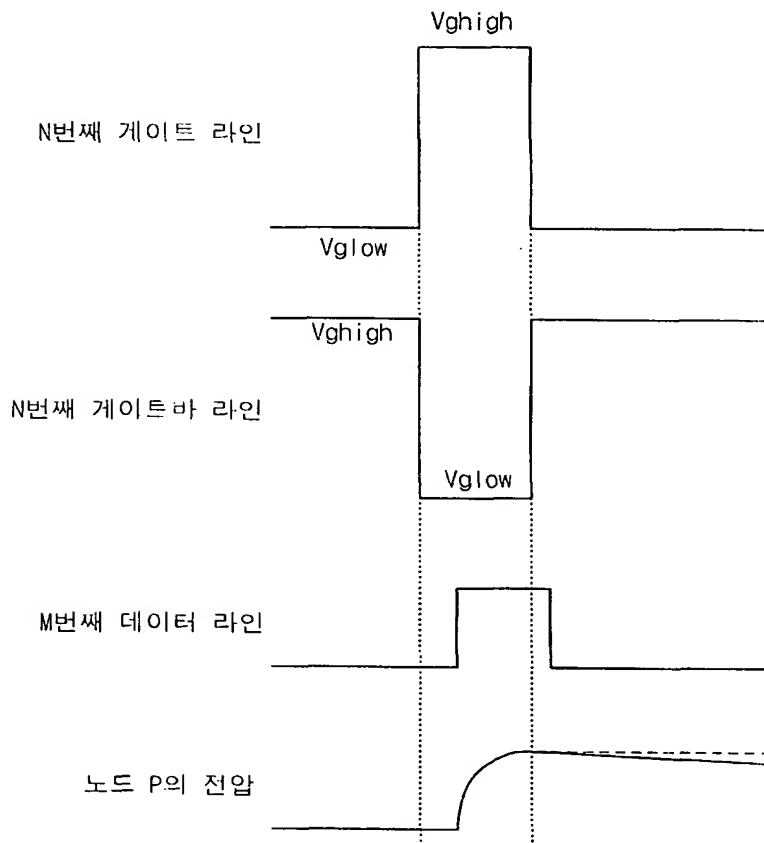 Vghigh
N번째 게이트 라인
Vglow
Vghigh
N번째 게이트바 라인
Vglow
M번째 데이터 라인
노드 P의 전압